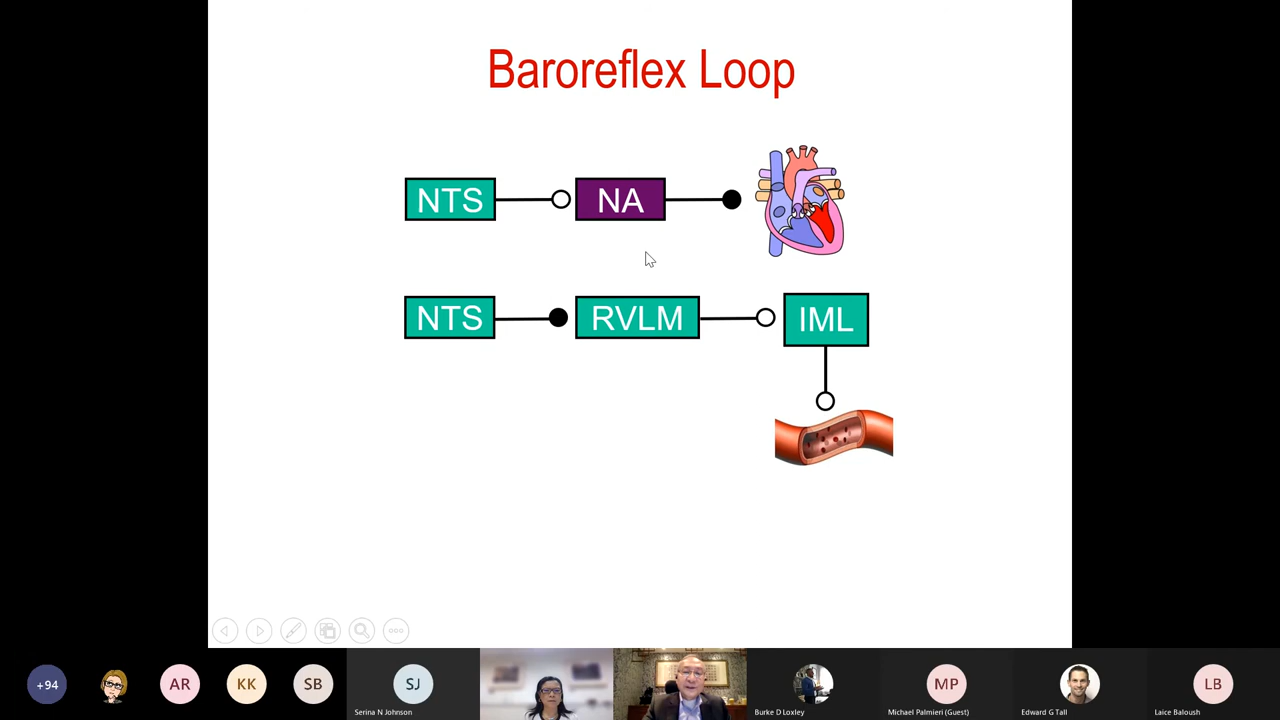 Baroreflex Loop
NTS NA
NTS RVLM IML
+94 AR KK SB SJ MP LB
Serina N Johnson Burke D Loxley Michael Palmieri (Guest) Edward G Tall Laice Baloush